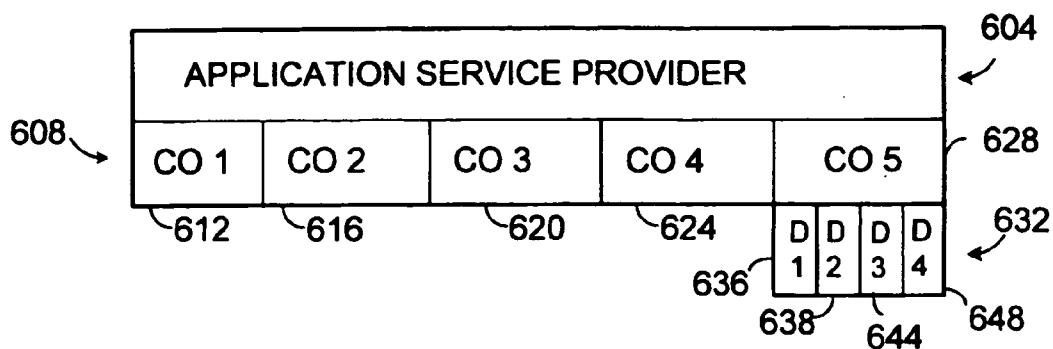 604
APPLICATION SERVICE PROVIDER
608
CO 1 CO 2 CO 3 CO 4 CO 5
628
612 616 620 624
D 1 D 2 D 3 D 4
632
636
638 644 648